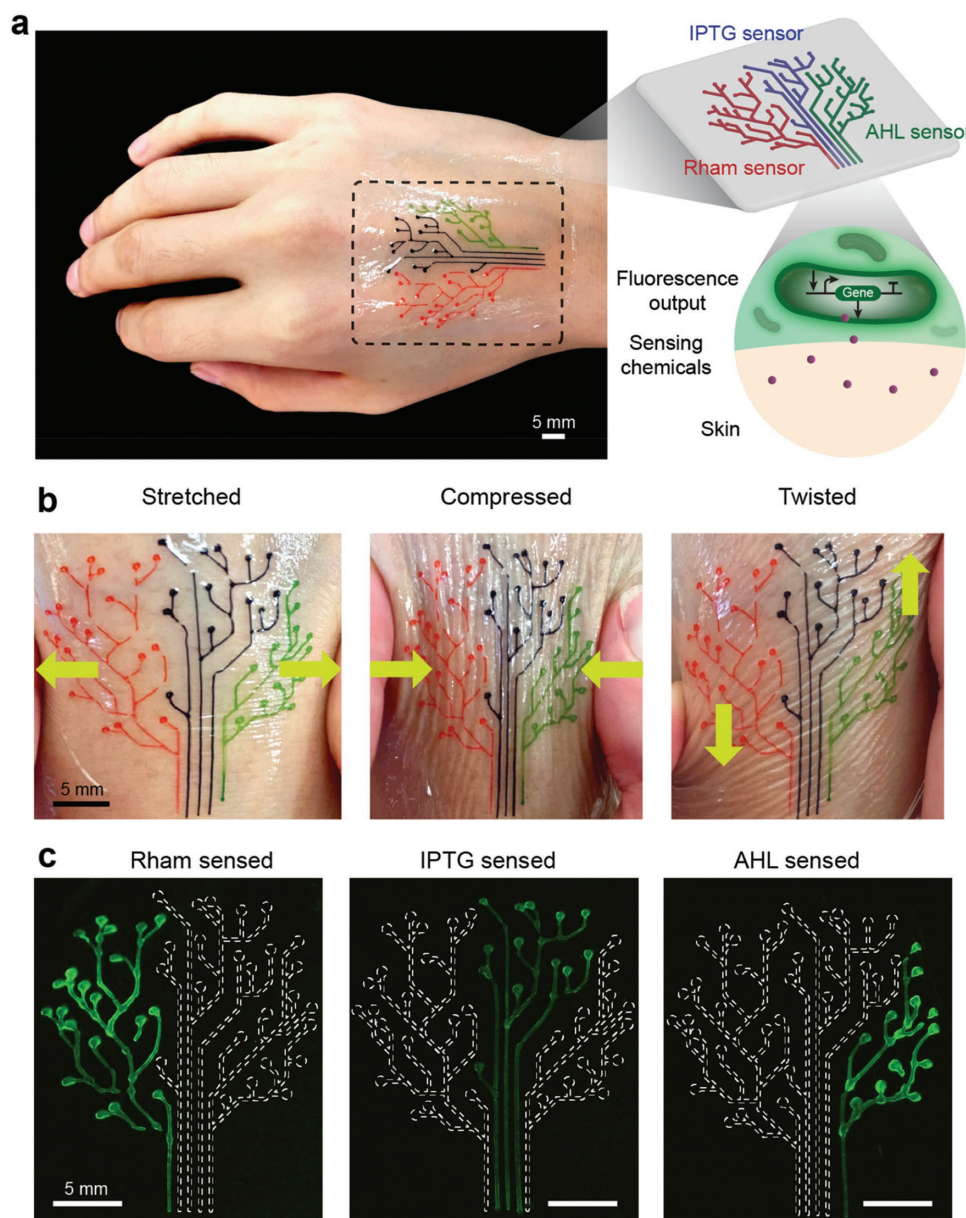 a
IPTG sensor
AHL sensor
Rham sensor
Fluorescence
output
Gene
Sensing
chemicals
Skin
5 mm
b
Stretched
Compressed
Twisted
5 mm
c
Rham sensed
IPTG sensed
AHL sensed
5 mm